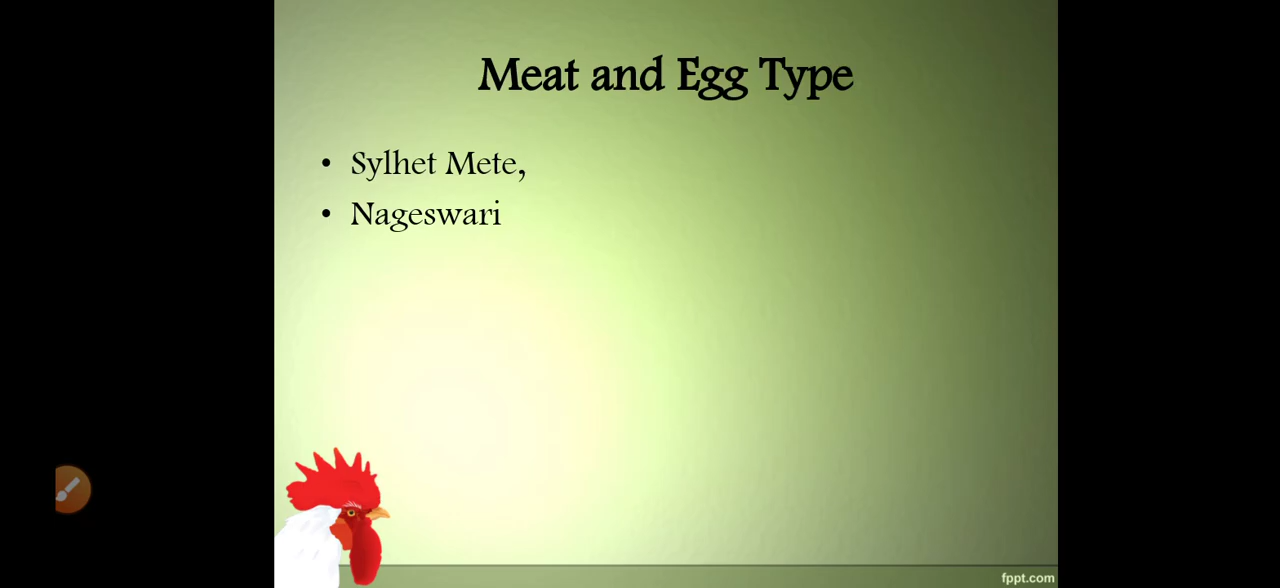 Meat and Egg Type
• Sylhet Mete,
• Nageswari
fppt.com